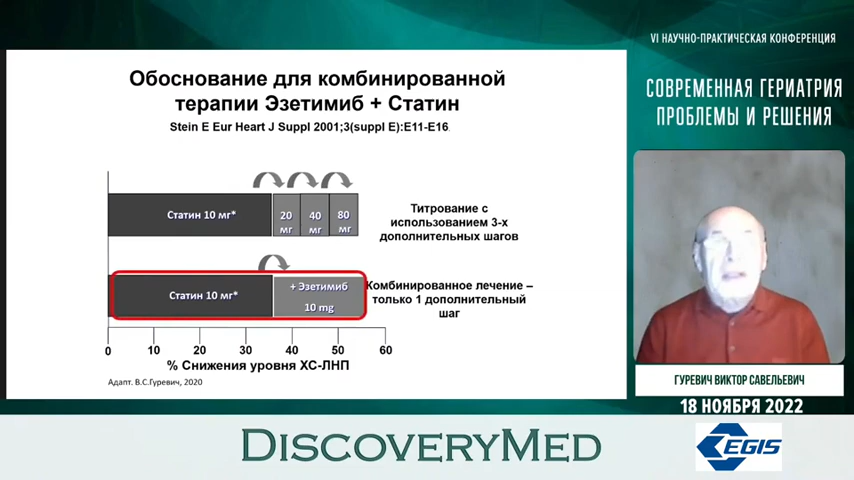 VI НАУЧНО-ПРАКТИЧЕСКАЯ КОНФЕРЕНЦИЯ
СОВРЕМЕННАЯ ГЕРИАТРИЯ
ПРОБЛЕМЫ И РЕШЕНИЯ
Обоснование для комбинированной
терапии Эзетимиб + Статин
Stein E Eur Heart J Suppl 2001;3(suppl E):E11-E16.
Статин 10 мг*
20 мг
40 мг
80 мг
Титрование с
использованием 3-х
дополнительных шагов
Статин 10 мг*
+ Эзетимиб
10 mg
Комбинированное лечение –
только 1 дополнительный
шаг
0 10 20 30 40 50 60
% Снижения уровня ХС-ЛНП
Адапт. В.С.Гуревич, 2020
ГУРЕВИЧ ВИКТОР САВЕЛЬЕВИЧ
18 НОЯБРЯ 2022
DISCOVERYMED
EGIS